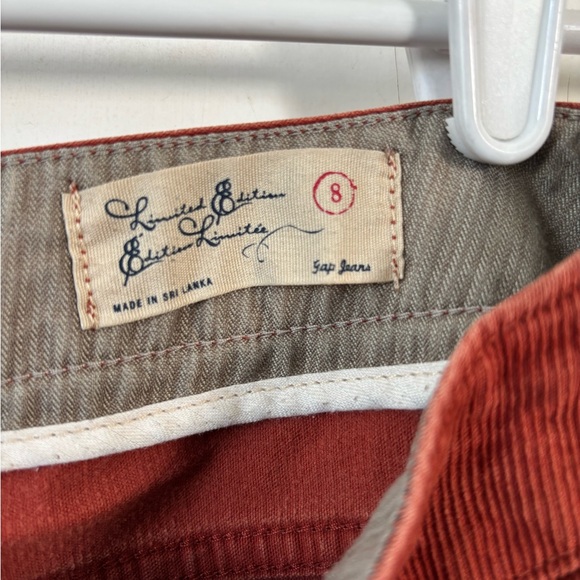 Limited Edition
8
Edition Limitée
Gap Jeans
MADE IN SRI LANKA